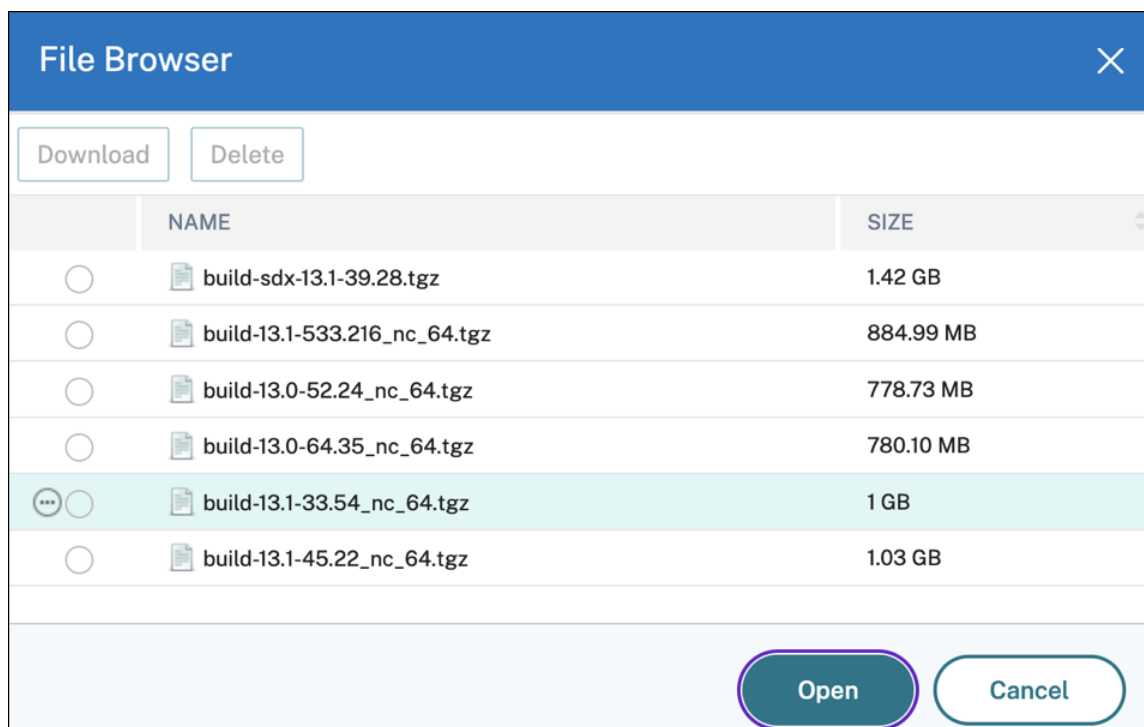 File Browser
Download Delete
NAME SIZE
build-sdx-13.1-39.28.tgz 1.42 GB
build-13.1-533.216_nc_64.tgz 884.99 MB
build-13.0-52.24_nc_64.tgz 778.73 MB
build-13.0-64.35_nc_64.tgz 780.10 MB
build-13.1-33.54_nc_64.tgz 1 GB
build-13.1-45.22_nc_64.tgz 1.03 GB
Open Cancel